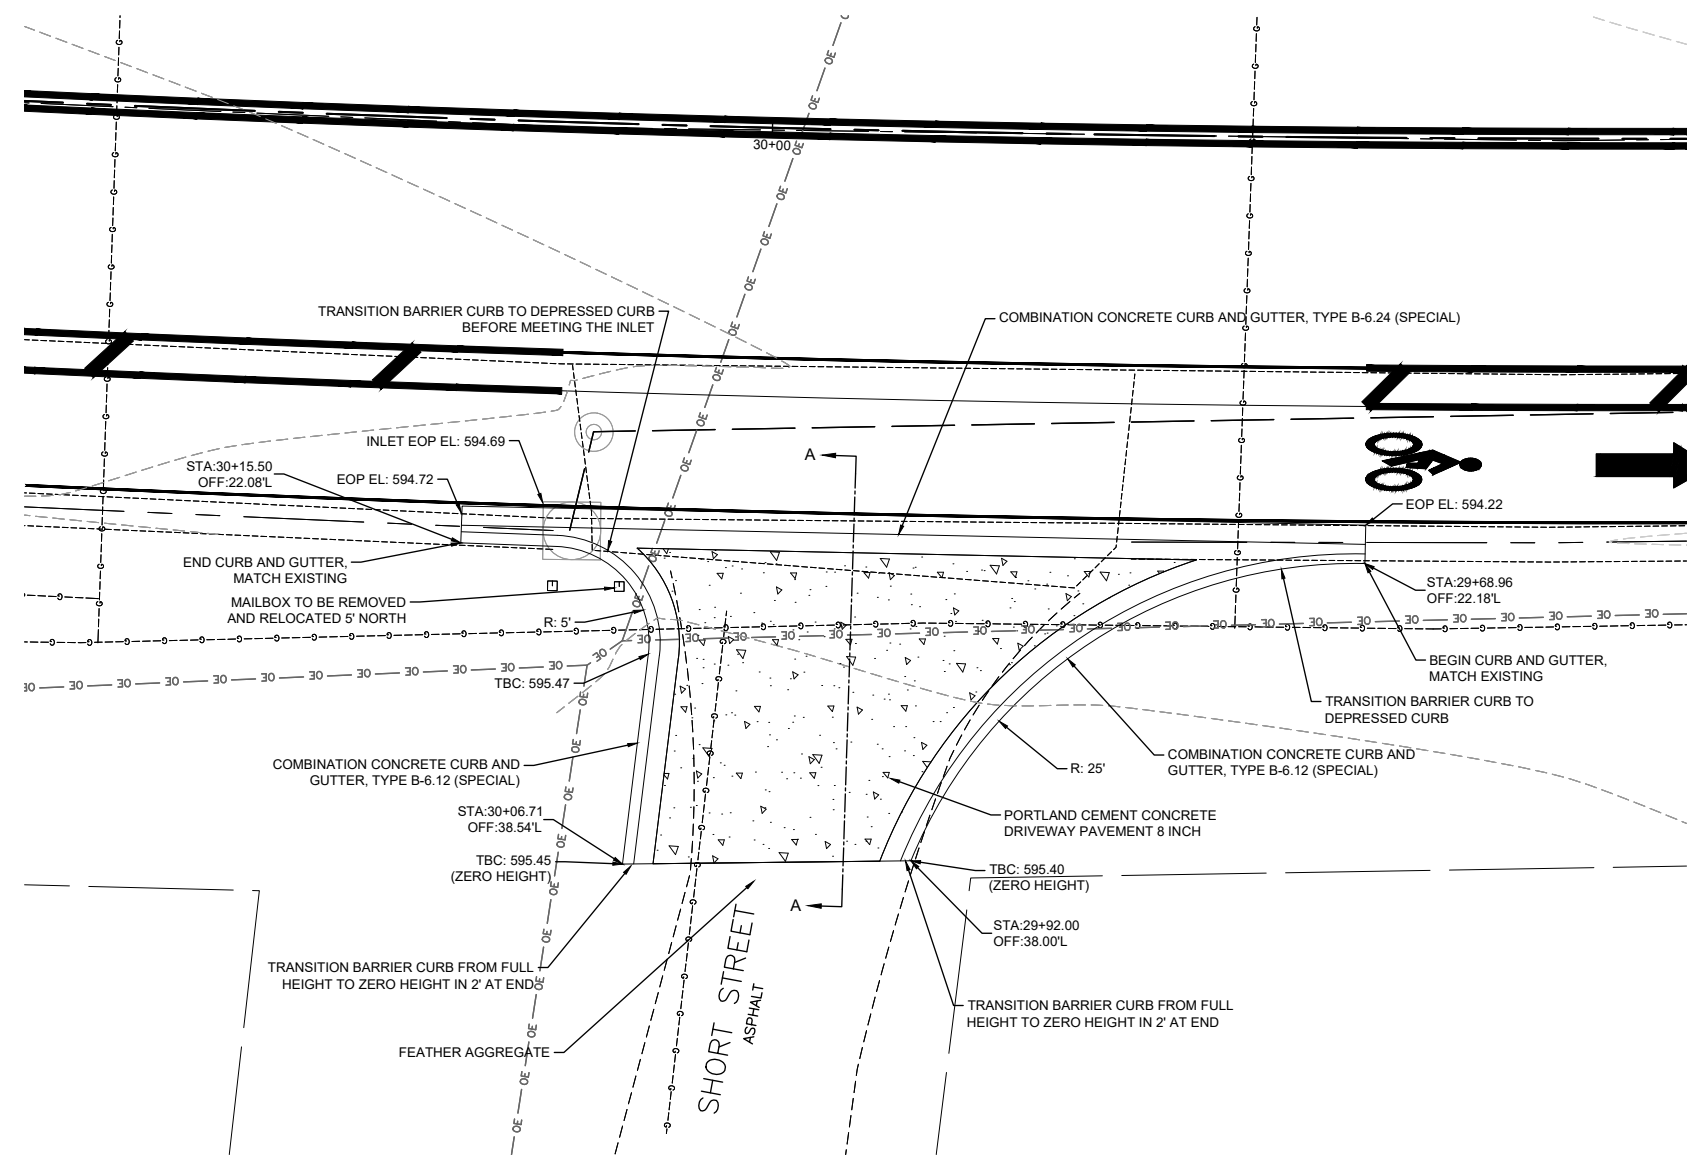 30+00
TRANSITION BARRIER CURB TO DEPRESSED CURB
BEFORE MEETING THE INLET
COMBINATION CONCRETE CURB AND GUTTER, TYPE B-6.24 (SPECIAL)
INLET EOP EL: 594.69
STA:30+15.50
OFF:22.08'L
EOP EL: 594.72
A
EOP EL: 594.22
END CURB AND GUTTER,
MATCH EXISTING
MAILBOX TO BE REMOVED
AND RELOCATED 5' NORTH
R: 5'
STA:29+68.96
OFF:22.18'L
TBC: 595.47
BEGIN CURB AND GUTTER,
MATCH EXISTING
TRANSITION BARRIER CURB TO
DEPRESSED CURB
COMBINATION CONCRETE CURB AND
GUTTER, TYPE B-6.12 (SPECIAL)
COMBINATION CONCRETE CURB AND
GUTTER, TYPE B-6.12 (SPECIAL)
R: 25'
STA:30+06.71
OFF:38.54'L
PORTLAND CEMENT CONCRETE
DRIVEWAY PAVEMENT 8 INCH
TBC: 595.45
(ZERO HEIGHT)
TBC: 595.40
(ZERO HEIGHT)
A
STA:29+92.00
OFF:38.00'L
TRANSITION BARRIER CURB FROM FULL
HEIGHT TO ZERO HEIGHT IN 2' AT END
TRANSITION BARRIER CURB FROM FULL
HEIGHT TO ZERO HEIGHT IN 2' AT END
SHORT STREET
ASPHALT
FEATHER AGGREGATE